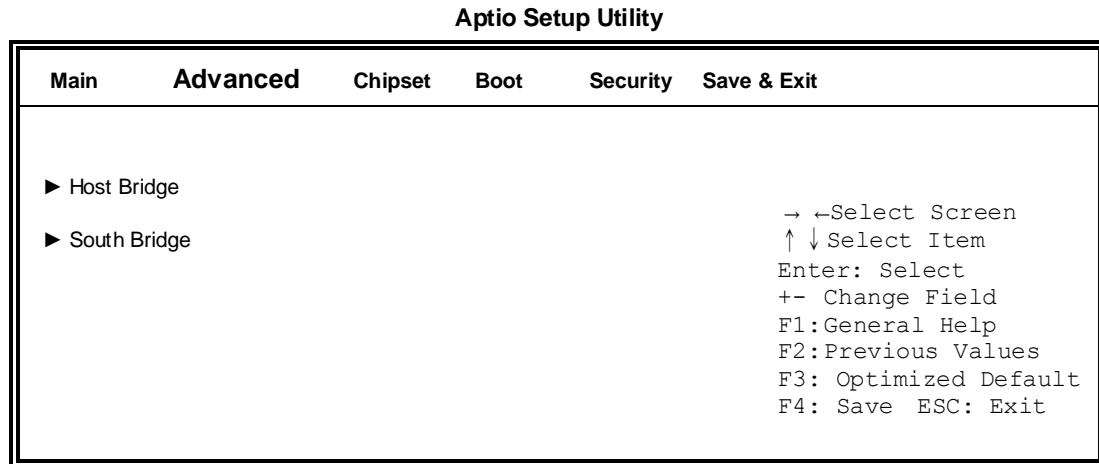 Aptio Setup Utility
Main Advanced Chipset Boot Security Save & Exit
► Host Bridge
► South Bridge
→ ←Select Screen
↑ ↓Select Item
Enter: Select
+- Change Field
F1:General Help
F2:Previous Values
F3: Optimized Default
F4: Save ESC: Exit